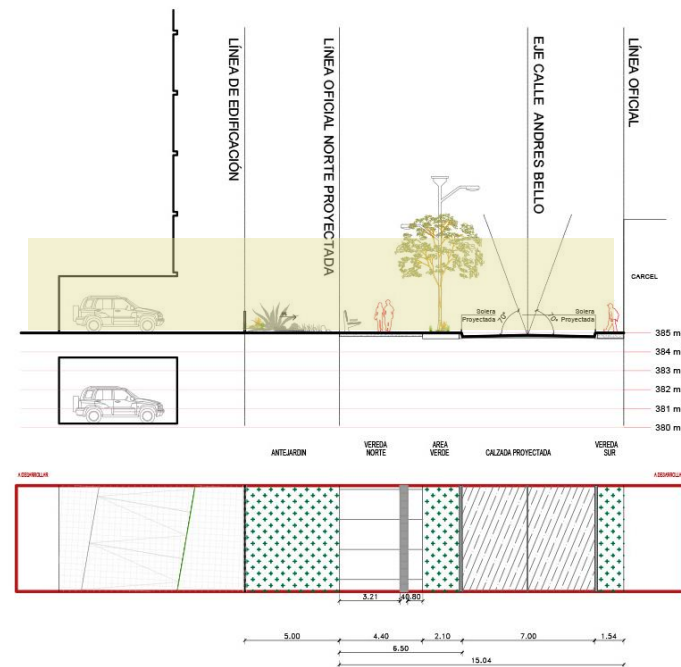 LÍNEA DE EDIFICACIÓN
LÍNEA OFICIAL NORTE PROYECTADA
EJE CALLE ANDRES BELLO
LÍNEA OFICIAL
CARCEL
Solera
Proyectada
Solera
Proyectada
385 m
384 m
383 m
382 m
381 m
380 m
ANTEJARDIN
VEREDA
NORTE
AREA
VERDE
CALZADA PROYECTADA
VEREDA
SUR
A DESARROLLAR
A DESARROLLAR
3.21
5.00
4.40
2.10
7.00
1.54
6.50
15.04